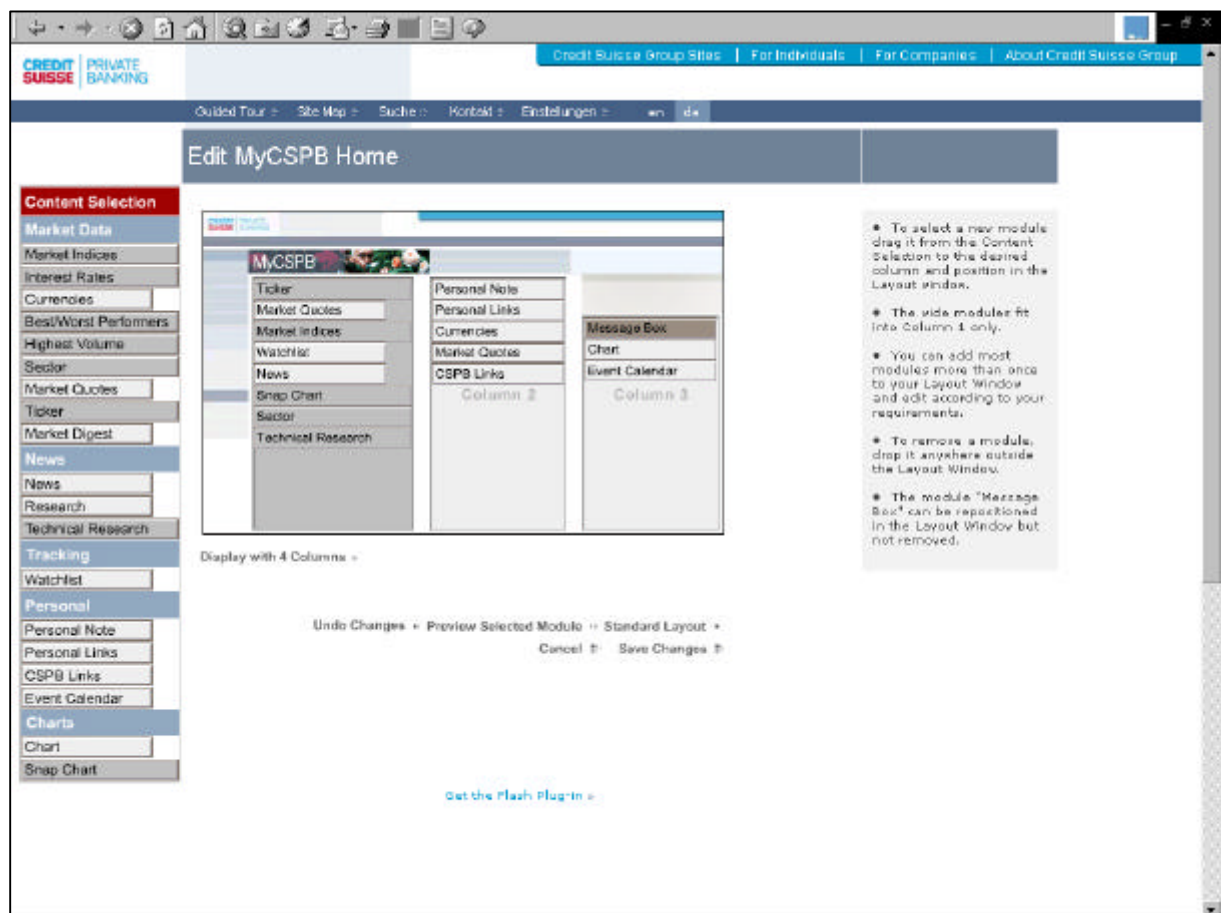 Credit Suisse Group Sites | For Individuals | For Companies | About Credit Suisse Group
CREDIT SUISSE | PRIVATE BANKING
Guided Tour Site Map Suche Kontakt Einstellungen en de
Edit MyCSPB Home
Content Selection
Market Data
Market Indices
Interest Rates
Currencies
Best/Worst Performers
Highest Volume
Sector
Market Quotes
Ticker
Market Digest
News
News
Research
Technical Research
Tracking
Watchlist
Personal
Personal Note
Personal Links
CSPB Links
Event Calendar
Charts
Chart
Snap Chart
MyCSPB
Ticker
Market Quotes
Market Indices
Watchlist
News
Snap Chart
Sector
Technical Research
Personal Note
Personal Links
Currencies
Market Quotes
CSPB Links
Column 2
Message Box
Chart
Event Calendar
Column 3
Display with 4 Columns
Undo Changes Preview Selected Module Standard Layout
Cancel Save Changes
Get the Flash Plug-in
• To select a new module
drag it from the Content
Selection to the desired
column and position in the
Layout window.
• The wide modules fit
into Column 1 only.
• You can add most
modules more than once
to your Layout Window
and edit according to your
requirements.
• To remove a module,
drop it anywhere outside
the Layout Window.
• The module "Message
Box" can be repositioned
in the Layout Window but
not removed.